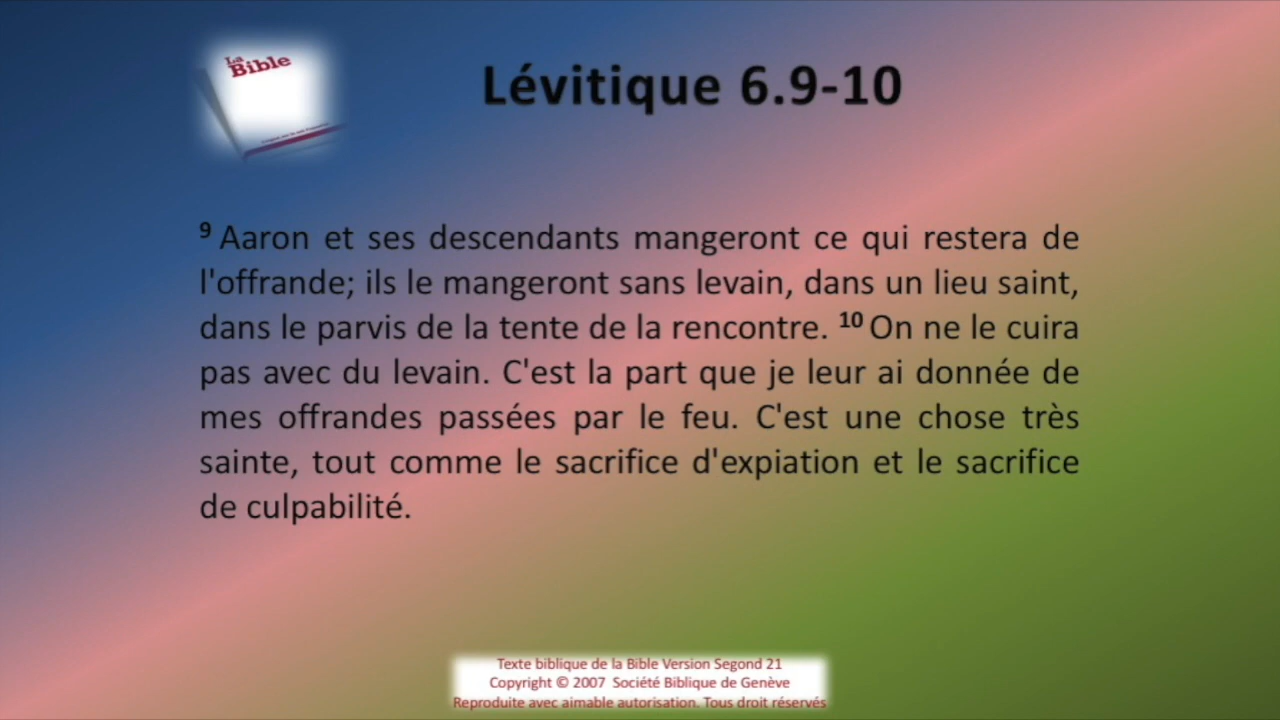 La
Bible
Lévitique 6.9-10
9 Aaron et ses descendants mangeront ce qui restera de
l'offrande; ils le mangeront sans levain, dans un lieu saint,
dans le parvis de la tente de la rencontre. 10 On ne le cuira
pas avec du levain. C'est la part que je leur ai donnée de
mes offrandes passées par le feu. C'est une chose très
sainte, tout comme le sacrifice d'expiation et le sacrifice
de culpabilité.
Texte biblique de la Bible Version Segond 21
Copyright © 2007 Société Biblique de Genève
Reproduite avec aimable autorisation. Tous droit réservés